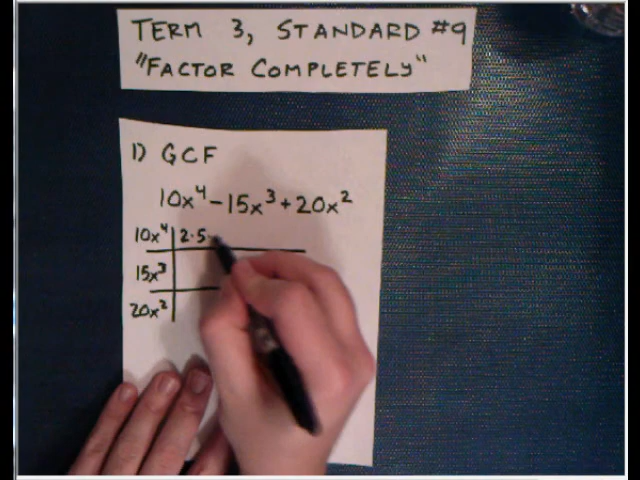 TERM 3, STANDARD #9
"FACTOR COMPLETELY"
1) GCF
10x⁴ - 15x³ + 20x²
10x⁴ | 2·5·
15x³
20x²